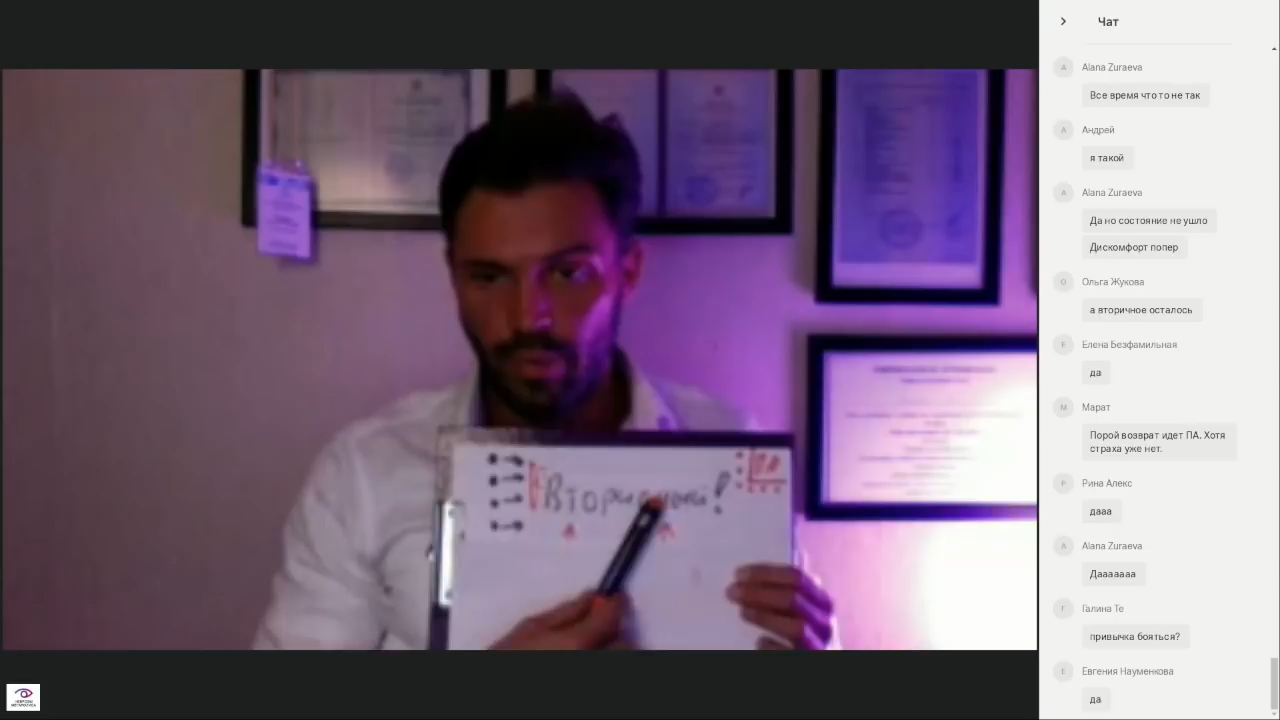 Вторичный!
Чат
Alana Zuraeva
Все время что то не так
Андрей
я такой
Alana Zuraeva
Да но состояние не ушло
Дискомфорт попер
Ольга Жукова
а вторичное осталось
Елена Безфамильная
да
Марат
Порой возврат идет ПА. Хотя
страха уже нет.
Рина Алекс
дааа
Alana Zuraeva
Дааааааа
Галина Те
привычка бояться?
Евгения Науменкова
да